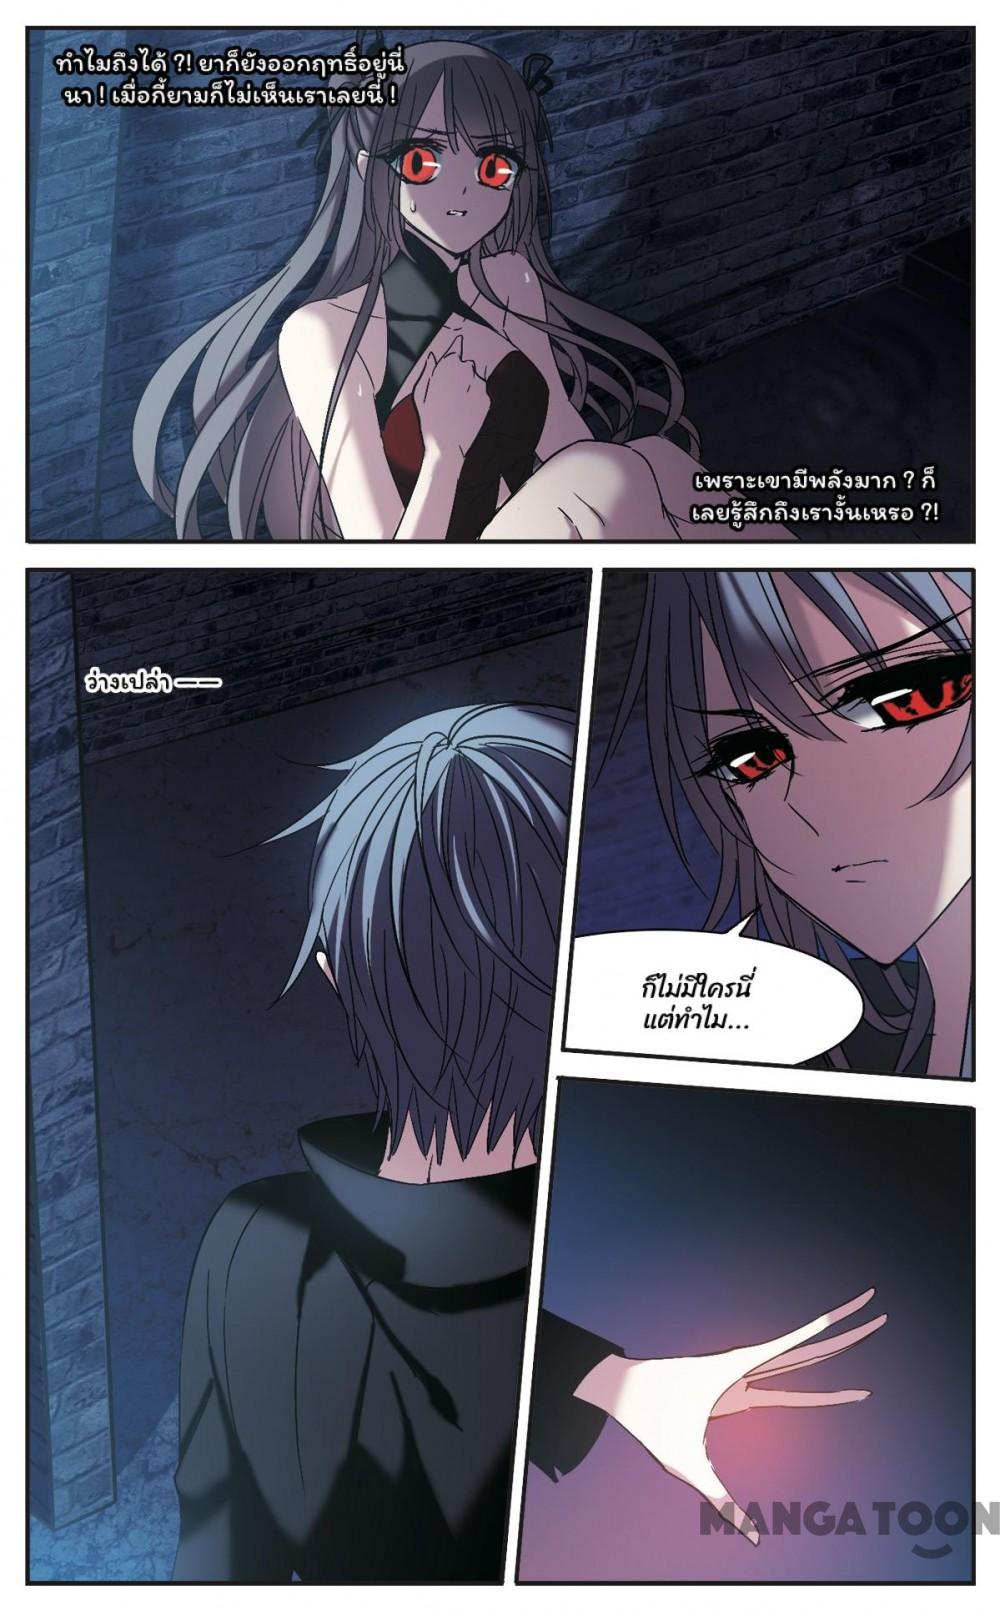 ทำไมถึงได้ ?! ยาก็ยังออกฤทธิ์อยู่นี่
นา ! เมื่อกี้ยามก็ไม่เห็นเราเลยนี่ !
เพราะเขามีพลังมาก ? ก็
เลยรู้สึกถึงเรางั้นเหรอ ?!
ว่างเปล่า ——
ก็ไม่มีใครนี่
แต่ทำไม...
MANGATOON